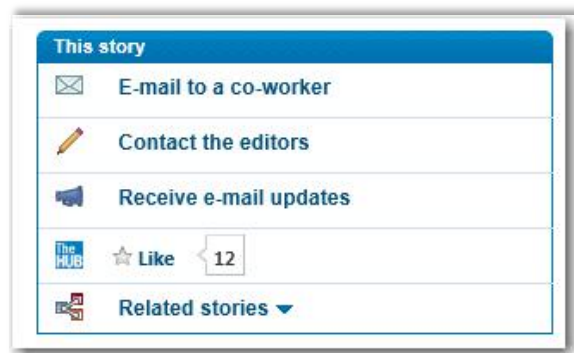 This story
E-mail to a co-worker
Contact the editors
Receive e-mail updates
The
HUB
Like 12
Related stories